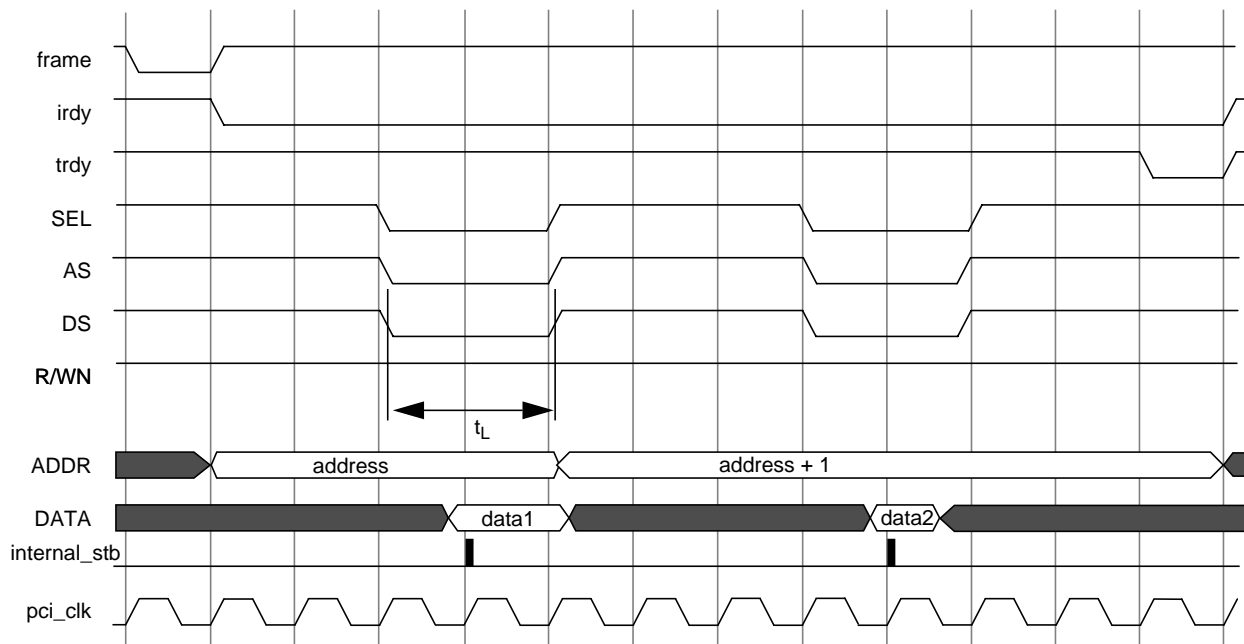 frame
irdy
trdy
SEL
AS
DS
R/WN
tL
ADDR
address
address + 1
DATA
data1
data2
internal_stb
pci_clk